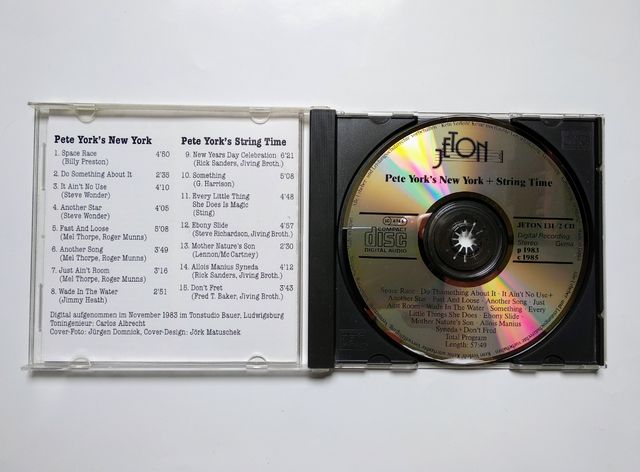 Pete York's New York
1. Space Race 4'50
(Billy Preston)
2. Do Something About It 2'35
3. It Ain't No Use 4'10
(Steve Wonder)
4. Another Star 4'05
(Steve Wonder)
5. Fast And Loose 5'08
(Mel Thorpe, Roger Munns)
6. Another Song 3'49
(Mel Thorpe, Roger Munns)
7. Just Ain't Room 3'16
(Mel Thorpe, Roger Munns)
8. Wade In The Water 2'51
(Jimmy Heath)
Pete York's String Time
9. New Years Day Celebration 6'21
(Rick Sanders, Jiving Broth.)
10. Something 5'08
(G. Harrison)
11. Every Little Thing 4'48
She Does Is Magic
(Sting)
12. Ebony Slide 4'57
(Steve Richardson, Jiving Broth.)
13. Mother Nature's Son 2'30
(Lennon/McCartney)
14. Allois Manius Syneda 4'12
(Rick Sanders, Jiving Broth.)
15. Don't Fret 3'43
(Fred T. Baker, Jiving Broth.)
Digital aufgenommen im November 1983 im Tonstudio Bauer, Ludwigsburg
Toningenieur: Carlos Albrecht
Cover-Foto: Jürgen Domnick, Cover-Design: Jörk Matuschek
JETON
Pete York's New York + String Time
COMPACT
disc
DIGITAL AUDIO
JETON 131/2 CD
Digital Recording
Stereo Gema
p 1983
c 1985
Space Race · Do Something About It · It Ain't No Use +
Another Star · Fast And Loose · Another Song · Just
Aint Room · Wade In The Water · Something · Every
Little Things She Does · Ebony Slide ·
Mother Nature's Son · Allois Manius
Syneda · Don't Fred
Total Program
Length: 57:49